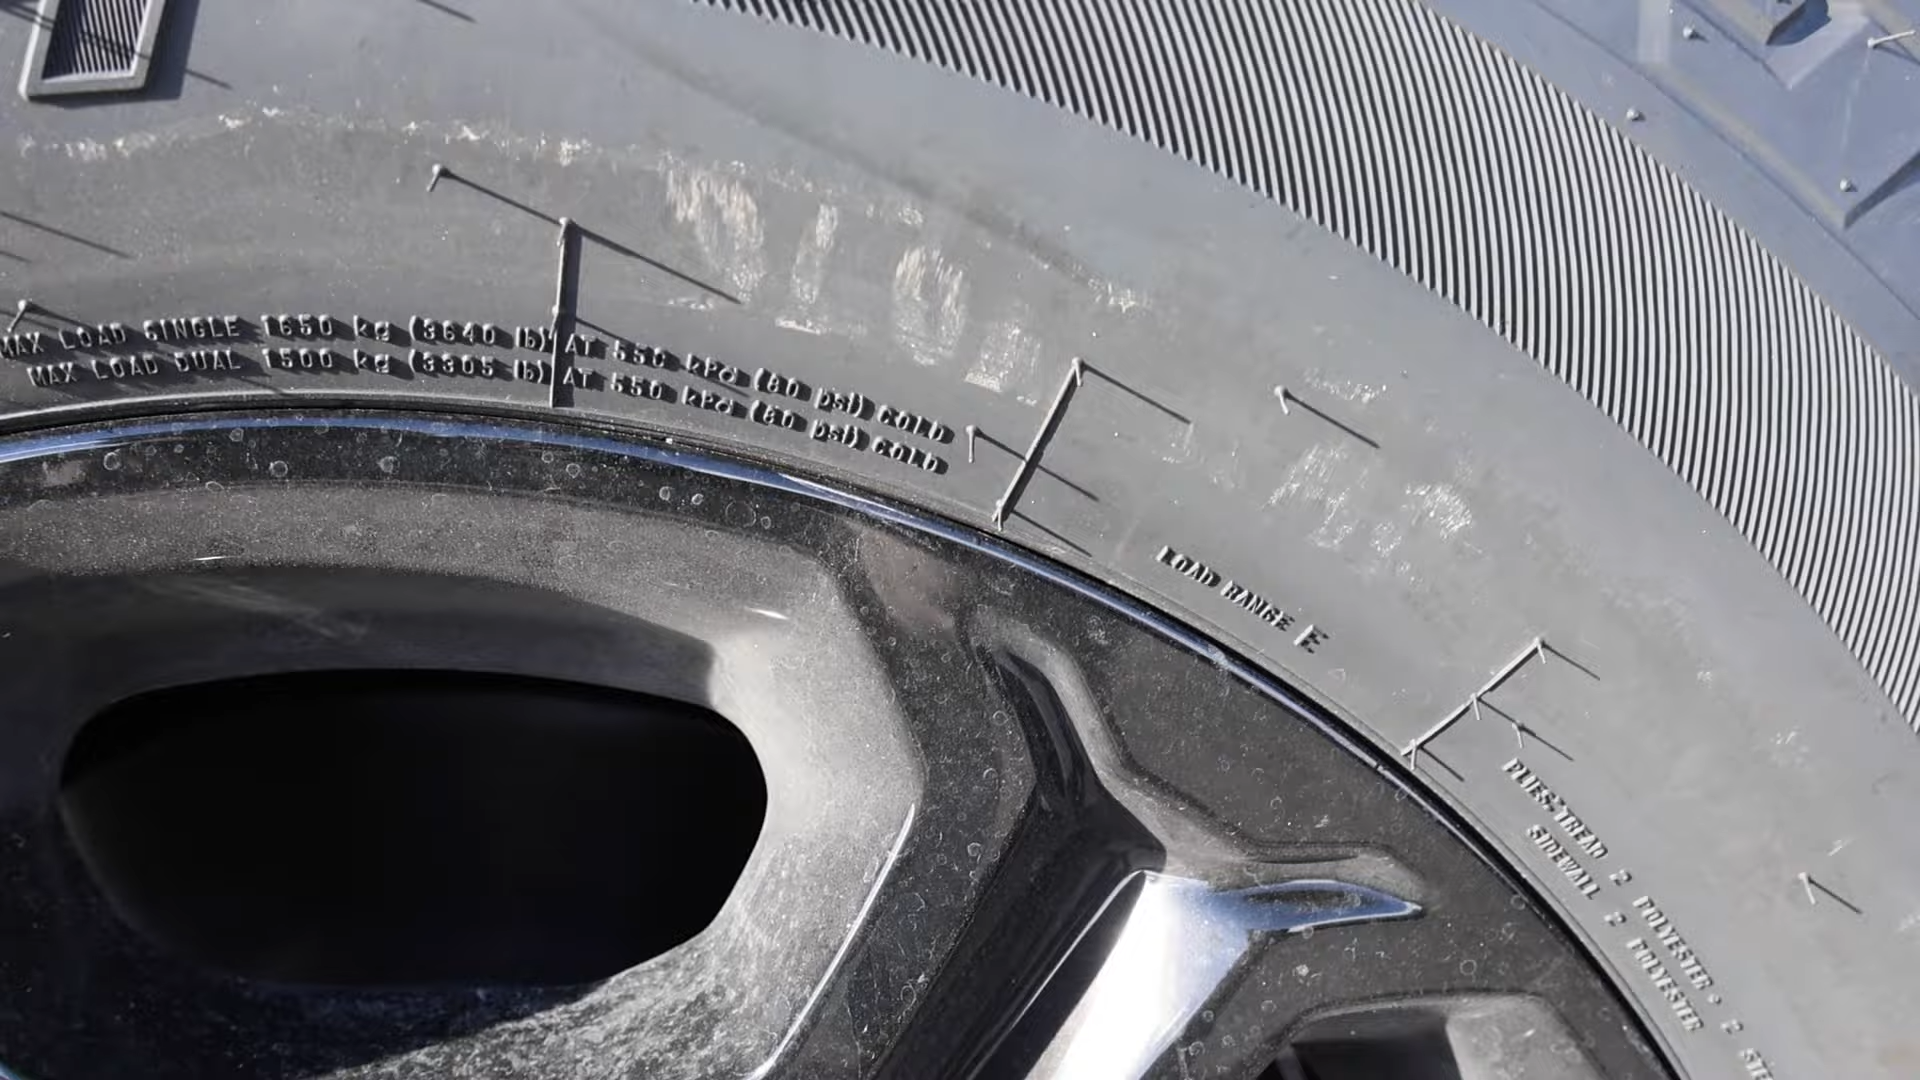 MAX LOAD SINGLE 1650 kg (3640 lb) AT 550 kPa (80 psi) COLD
MAX LOAD DUAL 1500 kg (3305 lb) AT 550 kPa (80 psi) COLD
LOAD RANGE E
PLIES: TREAD 2 POLYESTER + 2
SIDEWALL 2 POLYESTER